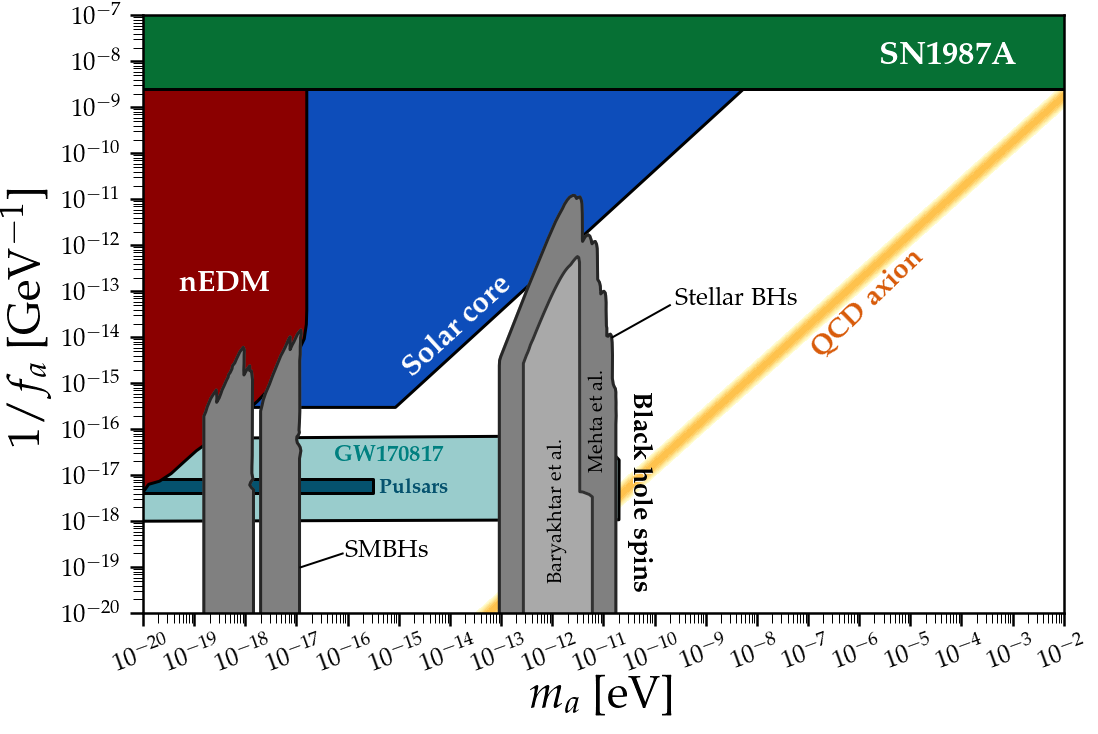 10⁻⁷
10⁻⁸
10⁻⁹
10⁻¹⁰
10⁻¹¹
10⁻¹²
10⁻¹³
10⁻¹⁴
10⁻¹⁵
10⁻¹⁶
10⁻¹⁷
10⁻¹⁸
10⁻¹⁹
10⁻²⁰
1/fₐ [GeV⁻¹]
SN1987A
nEDM
Solar core
Stellar BHs
QCD axion
Mehta et al.
Baryakhtar et al.
Black hole spins
GW170817
Pulsars
SMBHs
10⁻²⁰
10⁻¹⁹
10⁻¹⁸
10⁻¹⁷
10⁻¹⁶
10⁻¹⁵
10⁻¹⁴
10⁻¹³
10⁻¹²
10⁻¹¹
10⁻¹⁰
10⁻⁹
10⁻⁸
10⁻⁷
10⁻⁶
10⁻⁵
10⁻⁴
10⁻³
10⁻²
mₐ [eV]